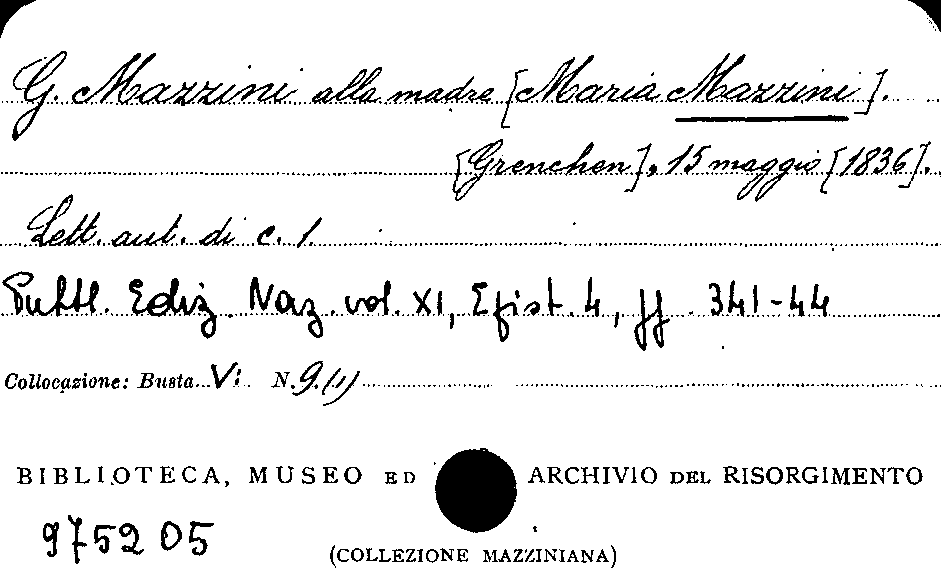 G. Mazzini alla madre [Maria Mazzini].
[Grenchen], 15 maggio [1836].
Lett. aut. di c. 1.
Pubbl. Ediz. Naz. vol. XI, Epist. 4, pp. 341-44
Collocazione: Busta VI N. 9.(1)
BIBLIOTECA, MUSEO ED ARCHIVIO DEL RISORGIMENTO
975205
(COLLEZIONE MAZZINIANA)